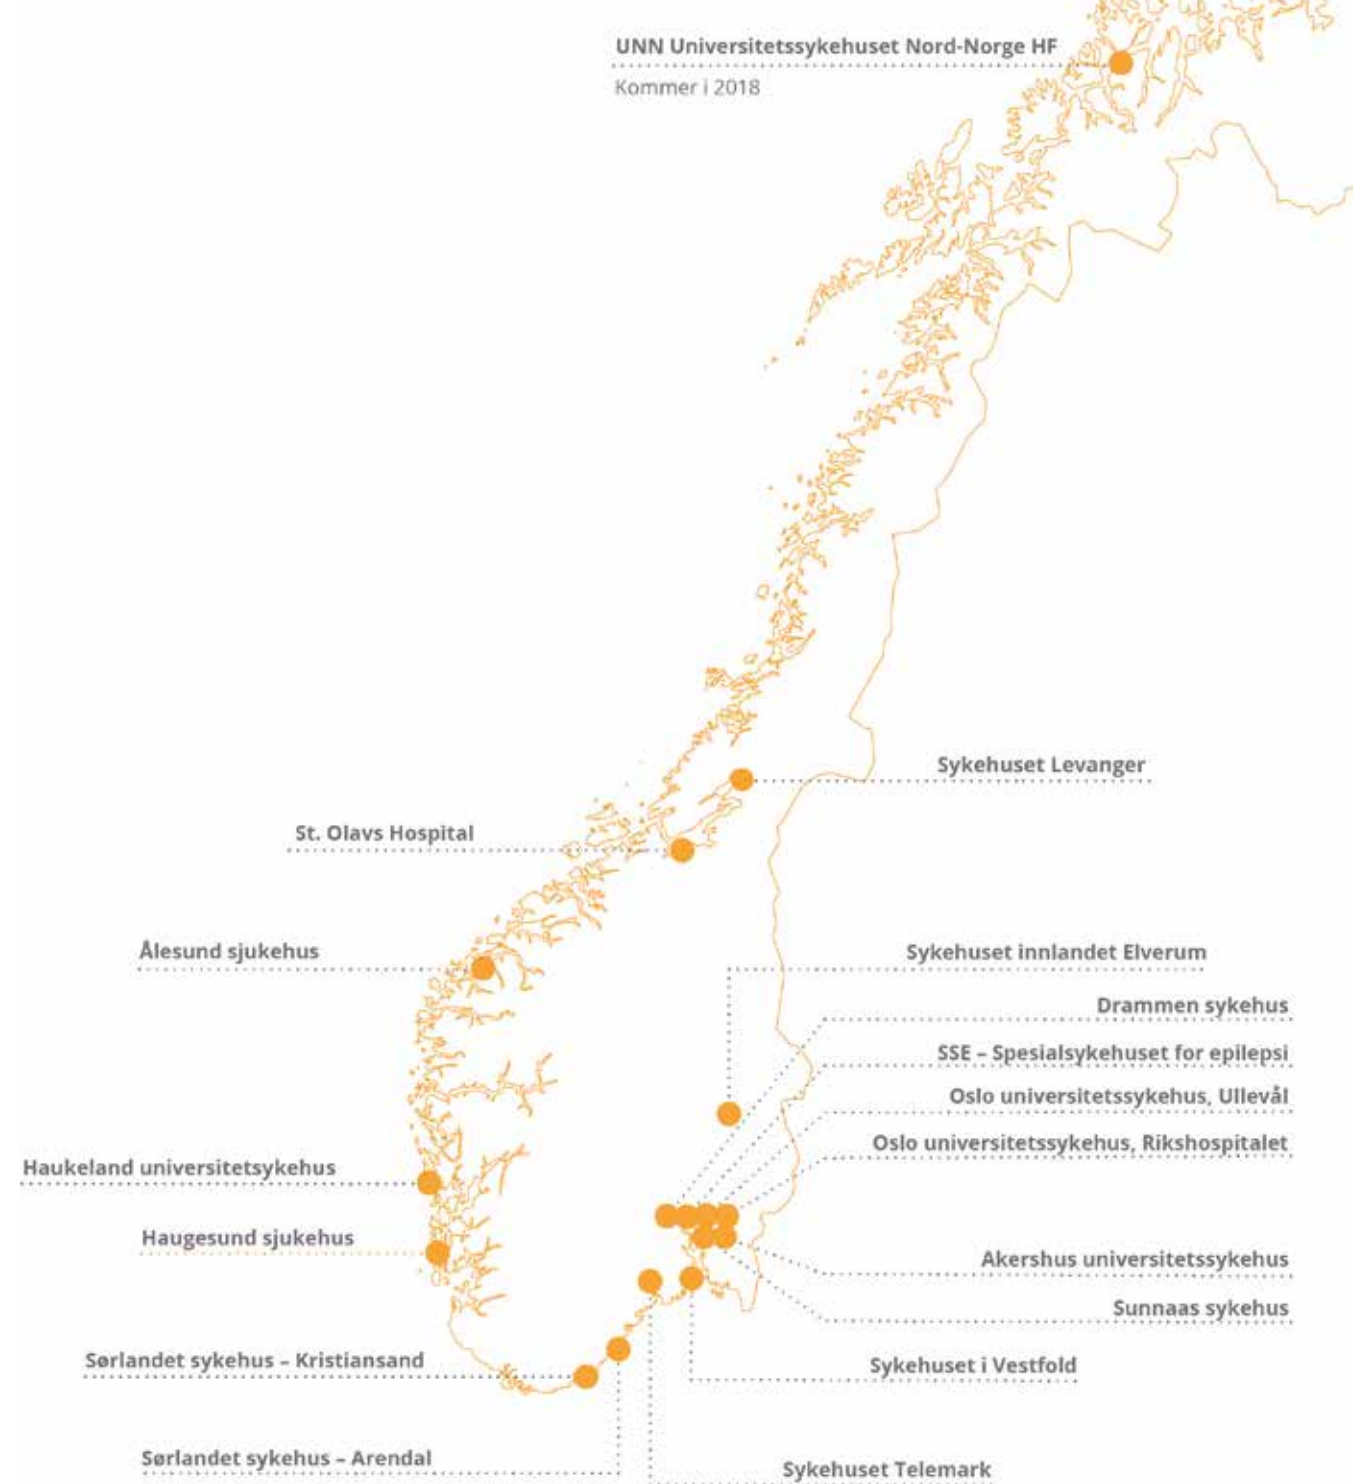 UNN Universitetssykehuset Nord-Norge HF
Kommer i 2018
Sykehuset Levanger
St. Olavs Hospital
Ålesund sjukehus
Sykehuset innlandet Elverum
Drammen sykehus
SSE – Spesialsykehuset for epilepsi
Oslo universitetssykehus, Ullevål
Oslo universitetssykehus, Rikshospitalet
Haukeland universitetsykehus
Haugesund sjukehus
Akershus universitetssykehus
Sunnaas sykehus
Sørlandet sykehus – Kristiansand
Sykehuset i Vestfold
Sørlandet sykehus – Arendal
Sykehuset Telemark